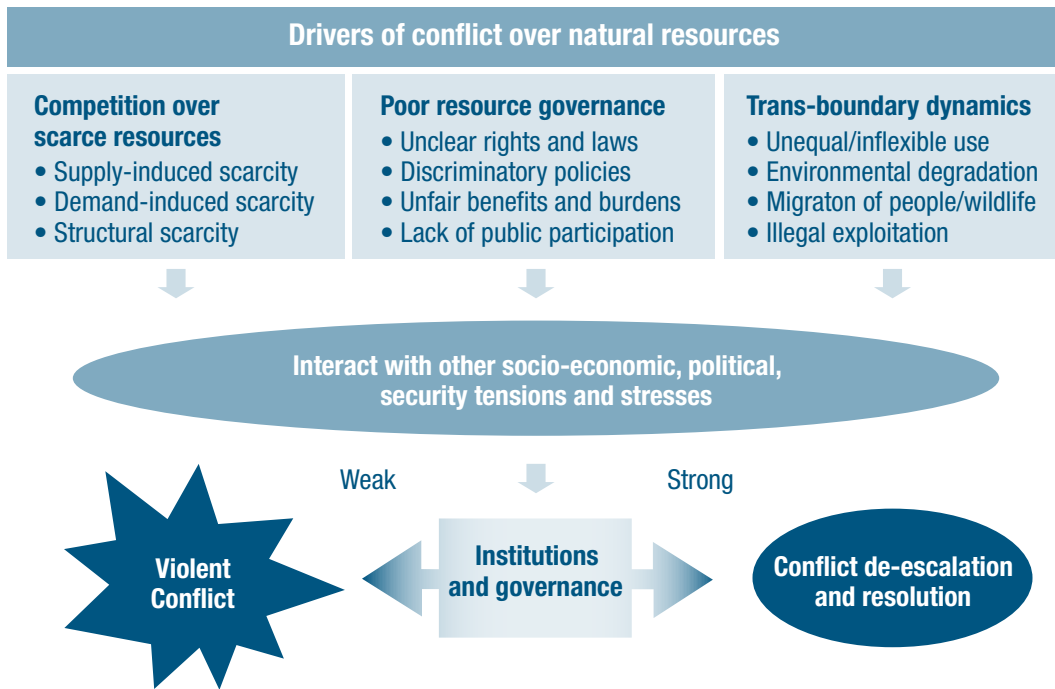 Drivers of conflict over natural resources
Competition over
scarce resources
• Supply-induced scarcity
• Demand-induced scarcity
• Structural scarcity
Poor resource governance
• Unclear rights and laws
• Discriminatory policies
• Unfair benefits and burdens
• Lack of public participation
Trans-boundary dynamics
• Unequal/inflexible use
• Environmental degradation
• Migraton of people/wildlife
• Illegal exploitation
Interact with other socio-economic, political,
security tensions and stresses
Weak
Strong
Violent
Conflict
Institutions
and governance
Conflict de-escalation
and resolution